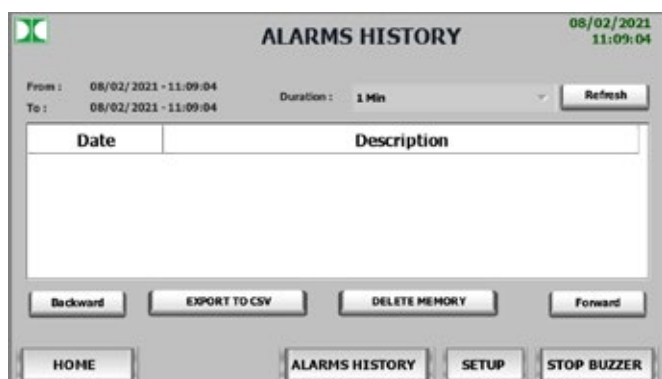 ALARMS HISTORY
08/02/2021
11:09:04
From : 08/02/2021 - 11:09:04
To : 08/02/2021 - 11:09:04
Duration : 1 Min
Refresh
Date Description
Backward EXPORT TO CSV DELETE MEMORY Forward
HOME ALARMS HISTORY SETUP STOP BUZZER